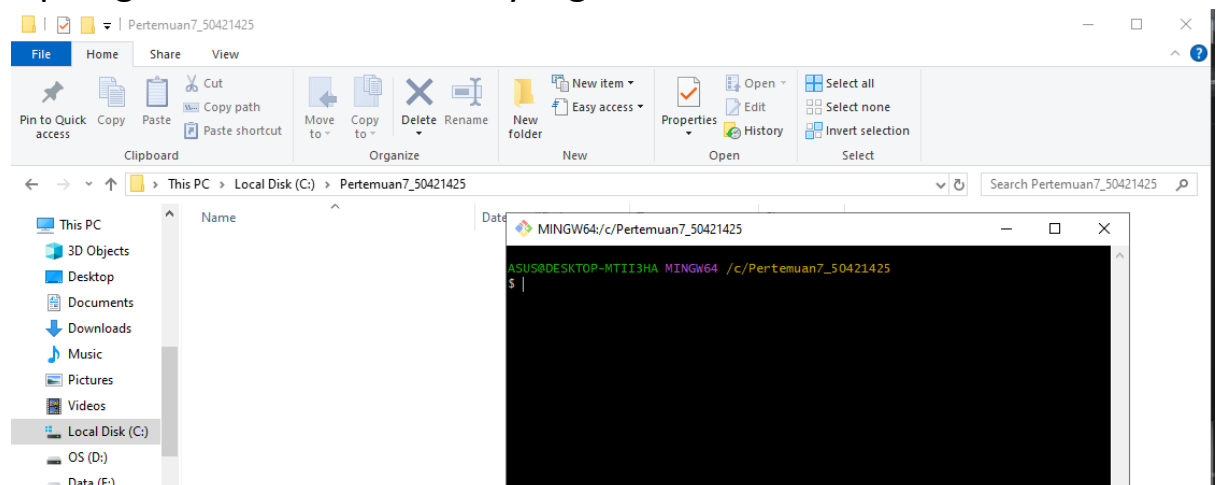 Pertemuan7_50421425
File Home Share View
Pin to Quick access
Copy
Paste
Cut
Copy path
Paste shortcut
Clipboard
Move to
Copy to
Delete
Rename
Organize
New folder
New item
Easy access
New
Properties
Open
Edit
History
Open
Select all
Select none
Invert selection
Select
This PC > Local Disk (C:) > Pertemuan7_50421425
Search Pertemuan7_50421425
Name
This PC
3D Objects
Desktop
Documents
Downloads
Music
Pictures
Videos
Local Disk (C:)
OS (D:)
MINGW64:/c/Pertemuan7_50421425
ASUS@DESKTOP-MTII3HA MINGW64 /c/Pertemuan7_50421425
$